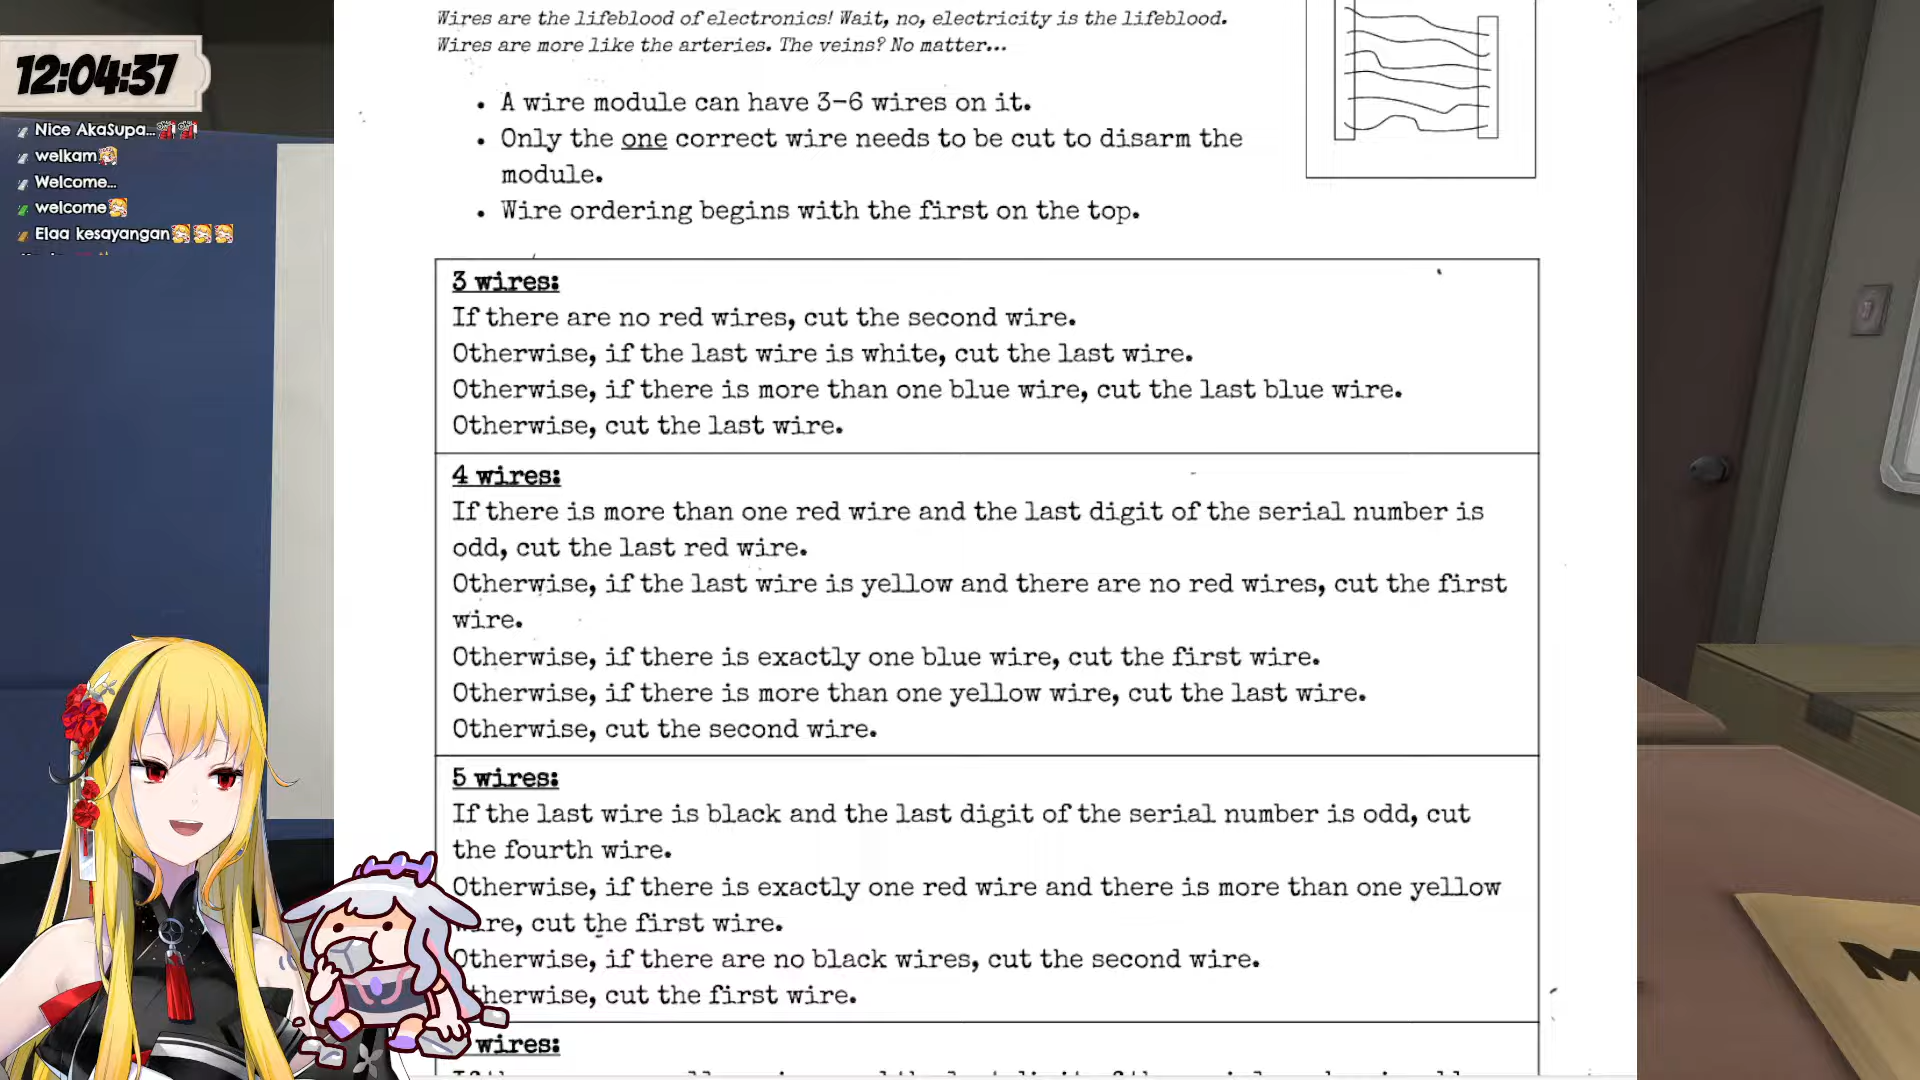 12:04:37
Nice AkaSupa...
welkam
Welcome...
welcome
Elaa kesayangan
Wires are the lifeblood of electronics! Wait, no, electricity is the lifeblood.
Wires are more like the arteries. The veins? No matter...
• A wire module can have 3-6 wires on it.
• Only the one correct wire needs to be cut to disarm the
module.
• Wire ordering begins with the first on the top.
3 wires:
If there are no red wires, cut the second wire.
Otherwise, if the last wire is white, cut the last wire.
Otherwise, if there is more than one blue wire, cut the last blue wire.
Otherwise, cut the last wire.
4 wires:
If there is more than one red wire and the last digit of the serial number is
odd, cut the last red wire.
Otherwise, if the last wire is yellow and there are no red wires, cut the first
wire.
Otherwise, if there is exactly one blue wire, cut the first wire.
Otherwise, if there is more than one yellow wire, cut the last wire.
Otherwise, cut the second wire.
5 wires:
If the last wire is black and the last digit of the serial number is odd, cut
the fourth wire.
Otherwise, if there is exactly one red wire and there is more than one yellow
wire, cut the first wire.
Otherwise, if there are no black wires, cut the second wire.
Otherwise, cut the first wire.
wires: